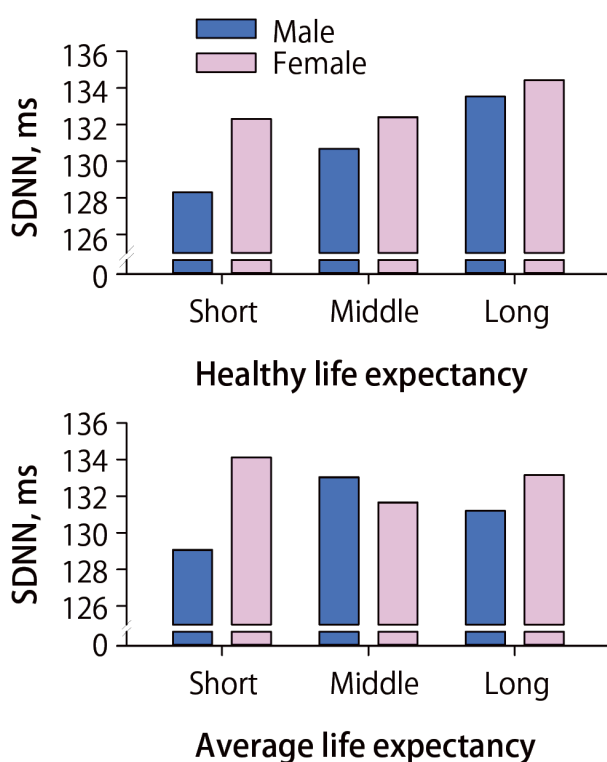 Male
Female
SDNN, ms
136
134
132
130
128
126
0
Short Middle Long
Healthy life expectancy
SDNN, ms
136
134
132
130
128
126
0
Short Middle Long
Average life expectancy